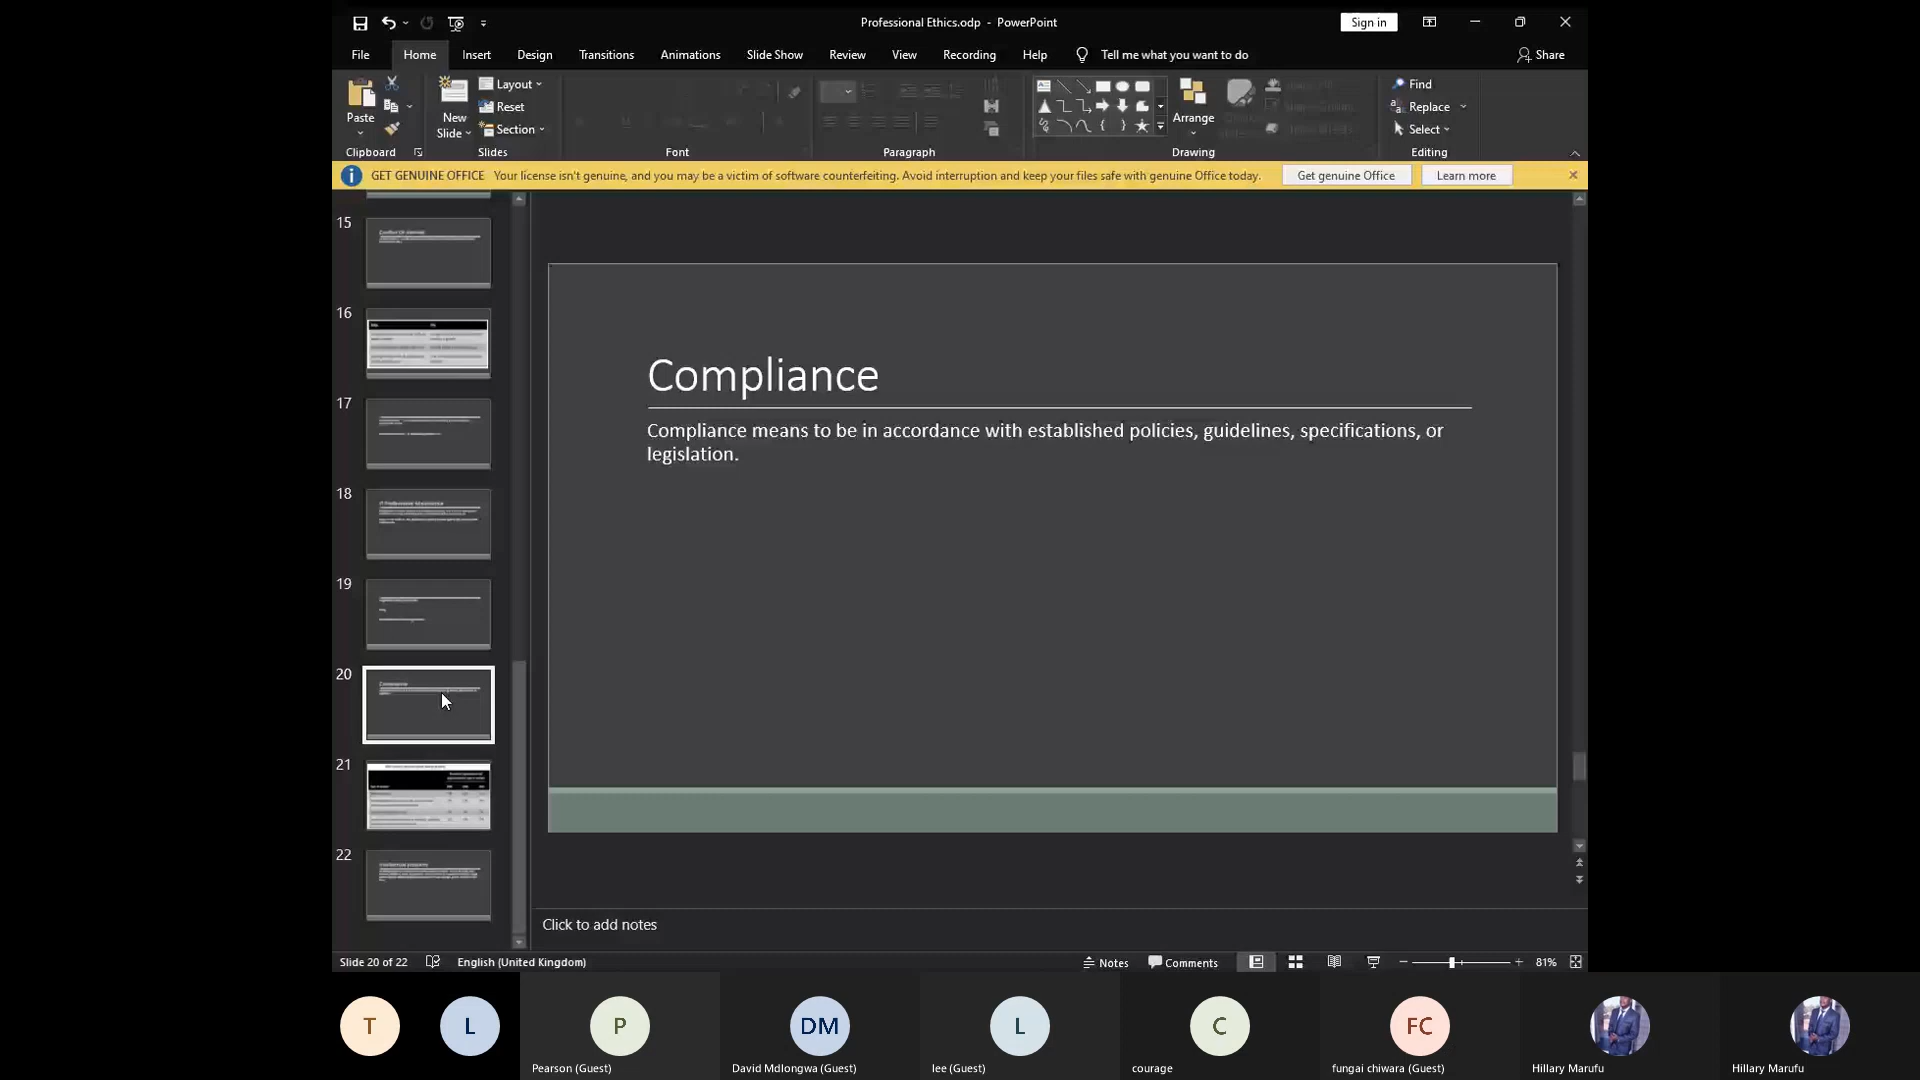 Professional Ethics.odp - PowerPoint
Sign in
File Home Insert Design Transitions Animations Slide Show Review View Recording Help Tell me what you want to do Share
Paste
New Slide
Layout
Reset
Section
Arrange
Find
Replace
Select
Clipboard Slides Font Paragraph Drawing Editing
GET GENUINE OFFICE Your license isn't genuine, and you may be a victim of software counterfeiting. Avoid interruption and keep your files safe with genuine Office today. Get genuine Office Learn more
15
16
17
18
19
20
21
22
Compliance
Compliance means to be in accordance with established policies, guidelines, specifications, or
legislation.
Click to add notes
Slide 20 of 22 English (United Kingdom) Notes Comments 81%
T L P DM L C FC
Pearson (Guest) David Mdlongwa (Guest) lee (Guest) courage fungai chiwara (Guest) Hillary Marufu Hillary Marufu